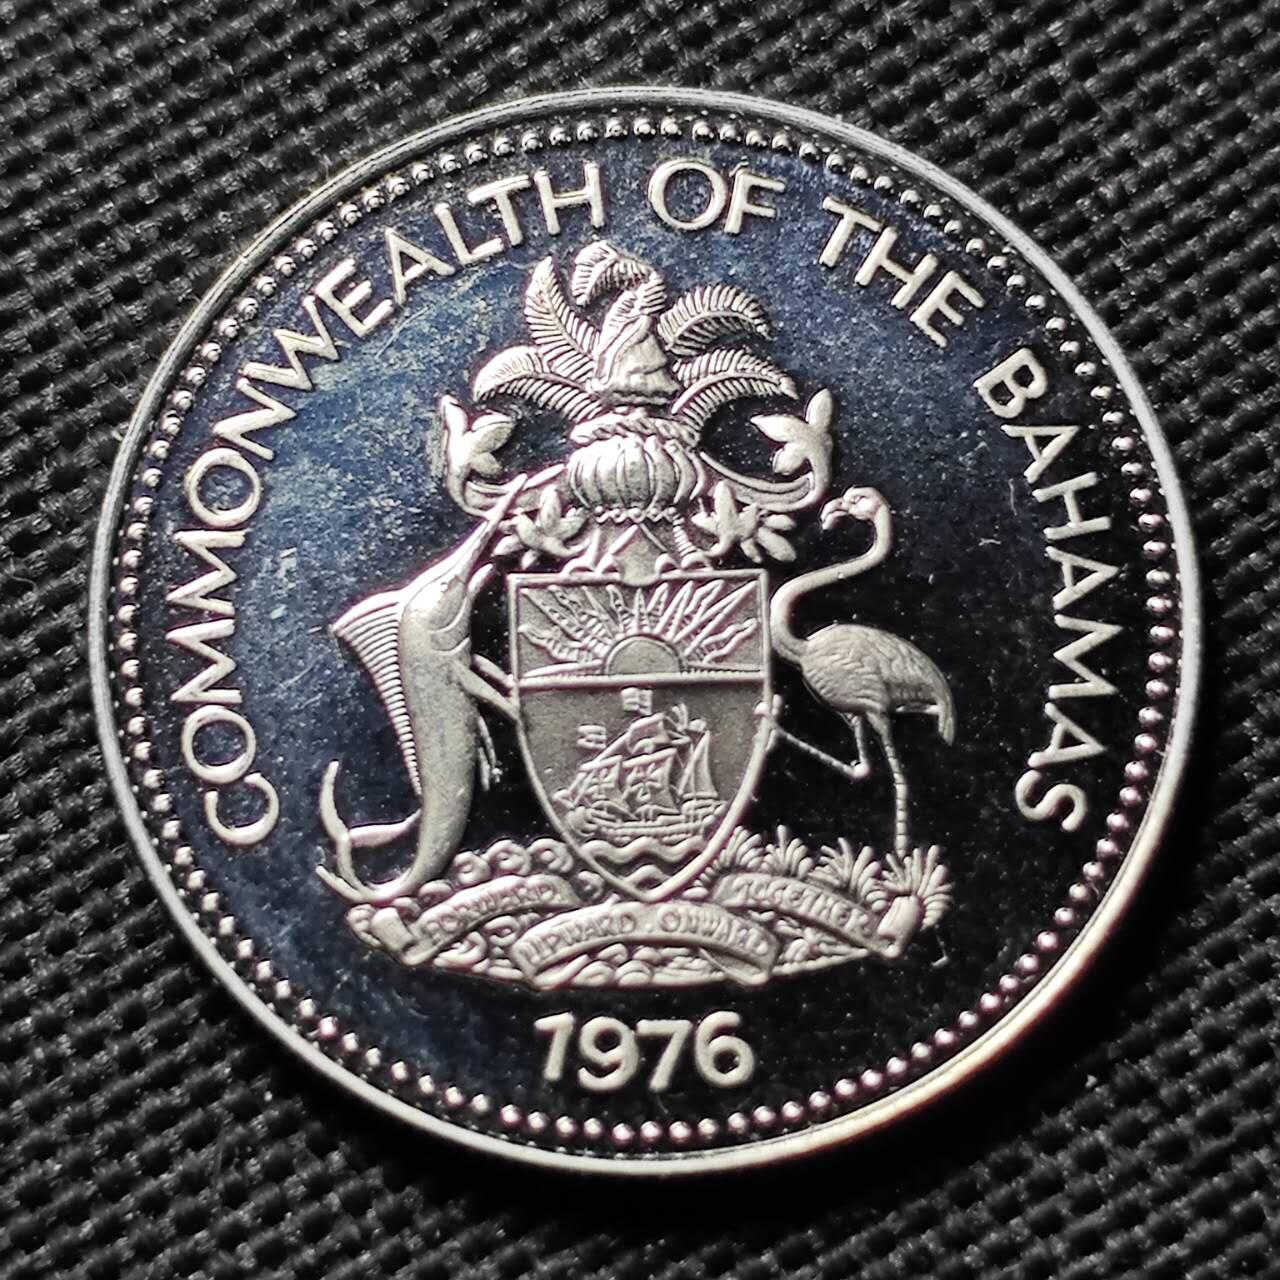 COMMONWEALTH OF THE BAHAMAS
FORWARD UPWARD ONWARD TOGETHER
1976